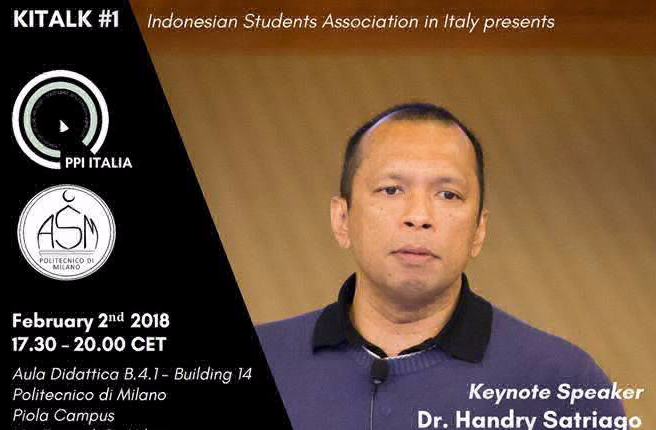 KITALK #1
Indonesian Students Association in Italy presents
PPI ITALIA
ASM
POLITECNICO DI
MILANO
February 2nd 2018
17.30 – 20.00 CET
Aula Didattica B.4.1 – Building 14
Politecnico di Milano
Piola Campus
Keynote Speaker
Dr. Handry Satriago